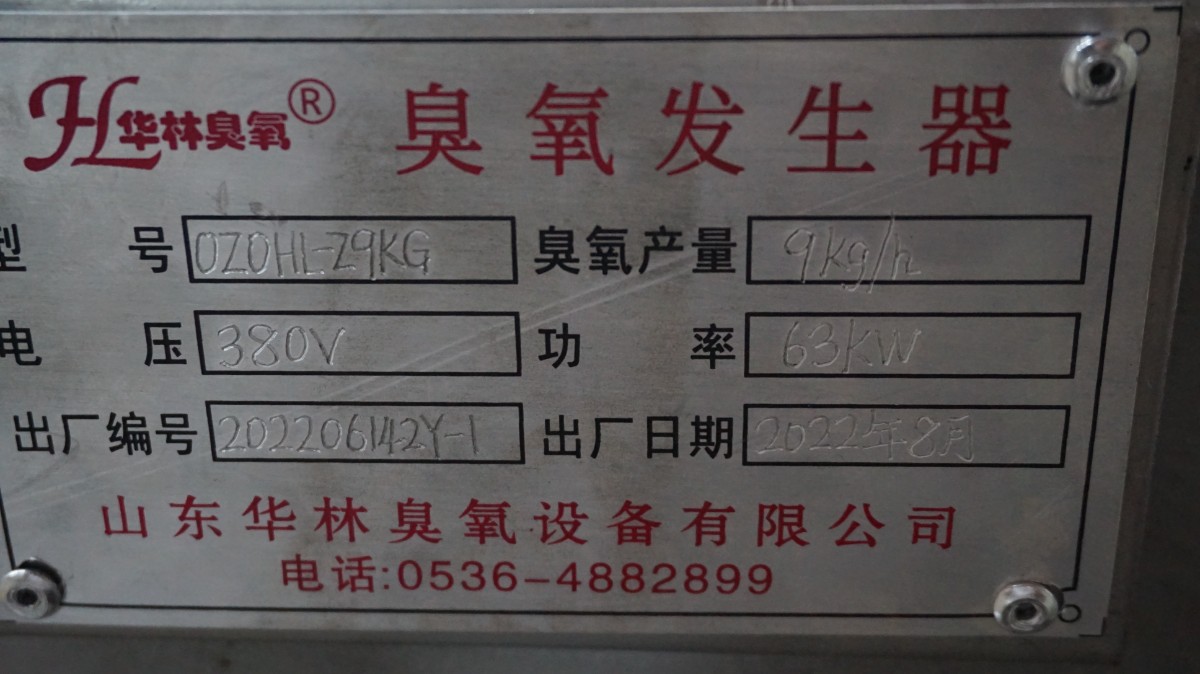 HL华林臭氧® 臭氧发生器
型号 OZOHL-Z9KG 臭氧产量 9kg/h
电压 380V 功率 63kW
出厂编号 202206142Y-1 出厂日期 2022年8月
山东华林臭氧设备有限公司
电话:0536-4882899